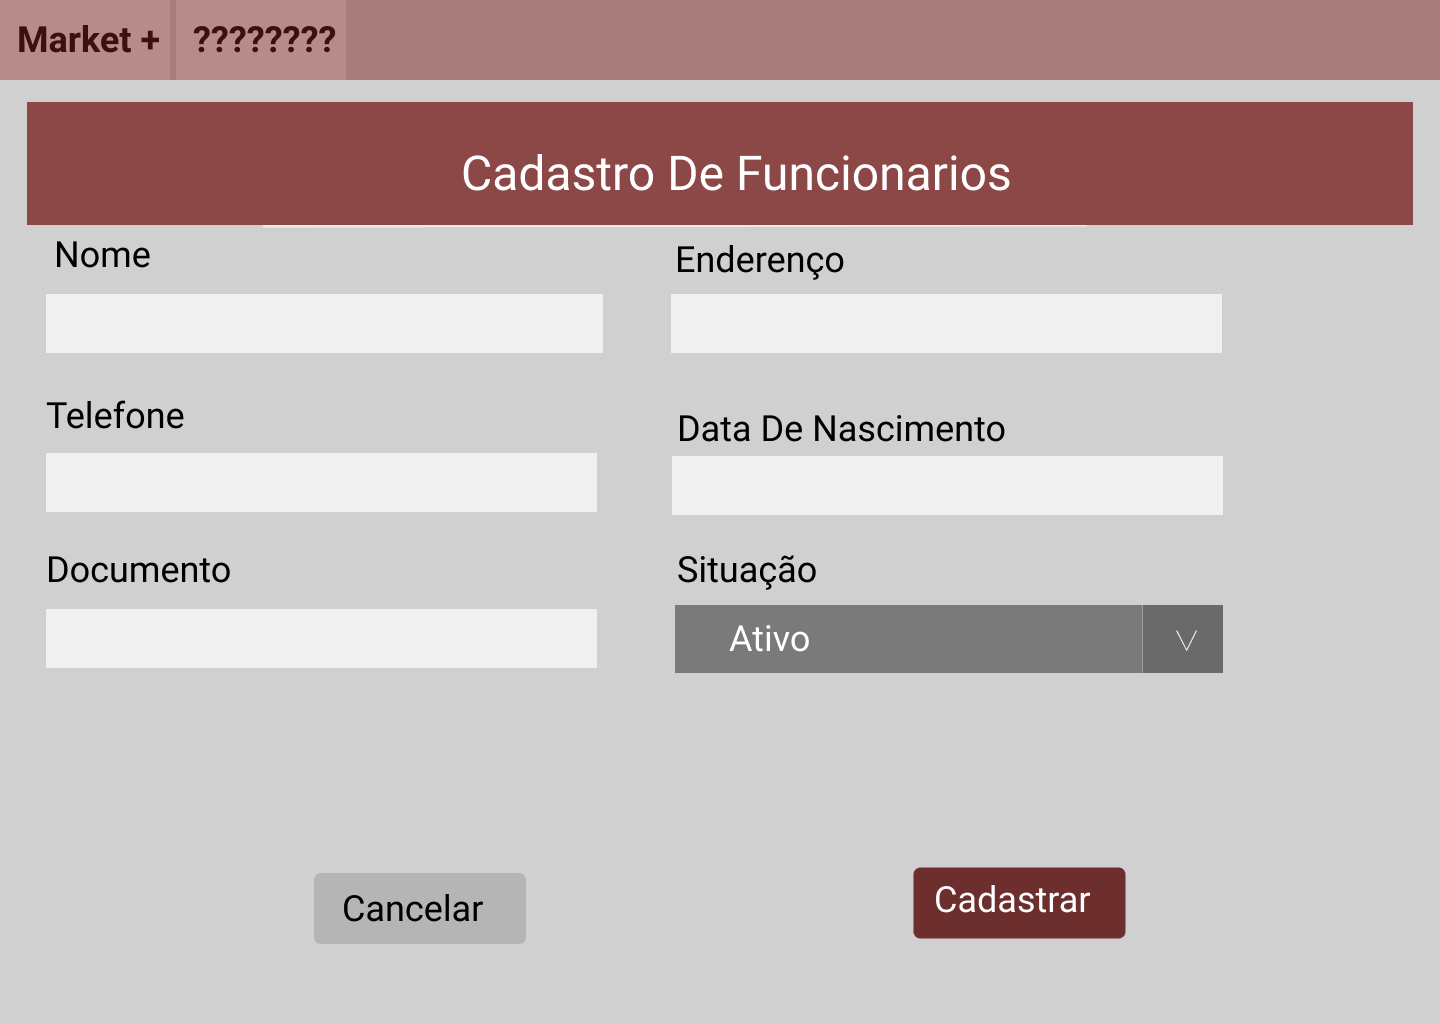 Market + ????????
Cadastro De Funcionarios
Nome
Enderenço
Telefone
Data De Nascimento
Documento
Situação
Ativo
Cancelar
Cadastrar